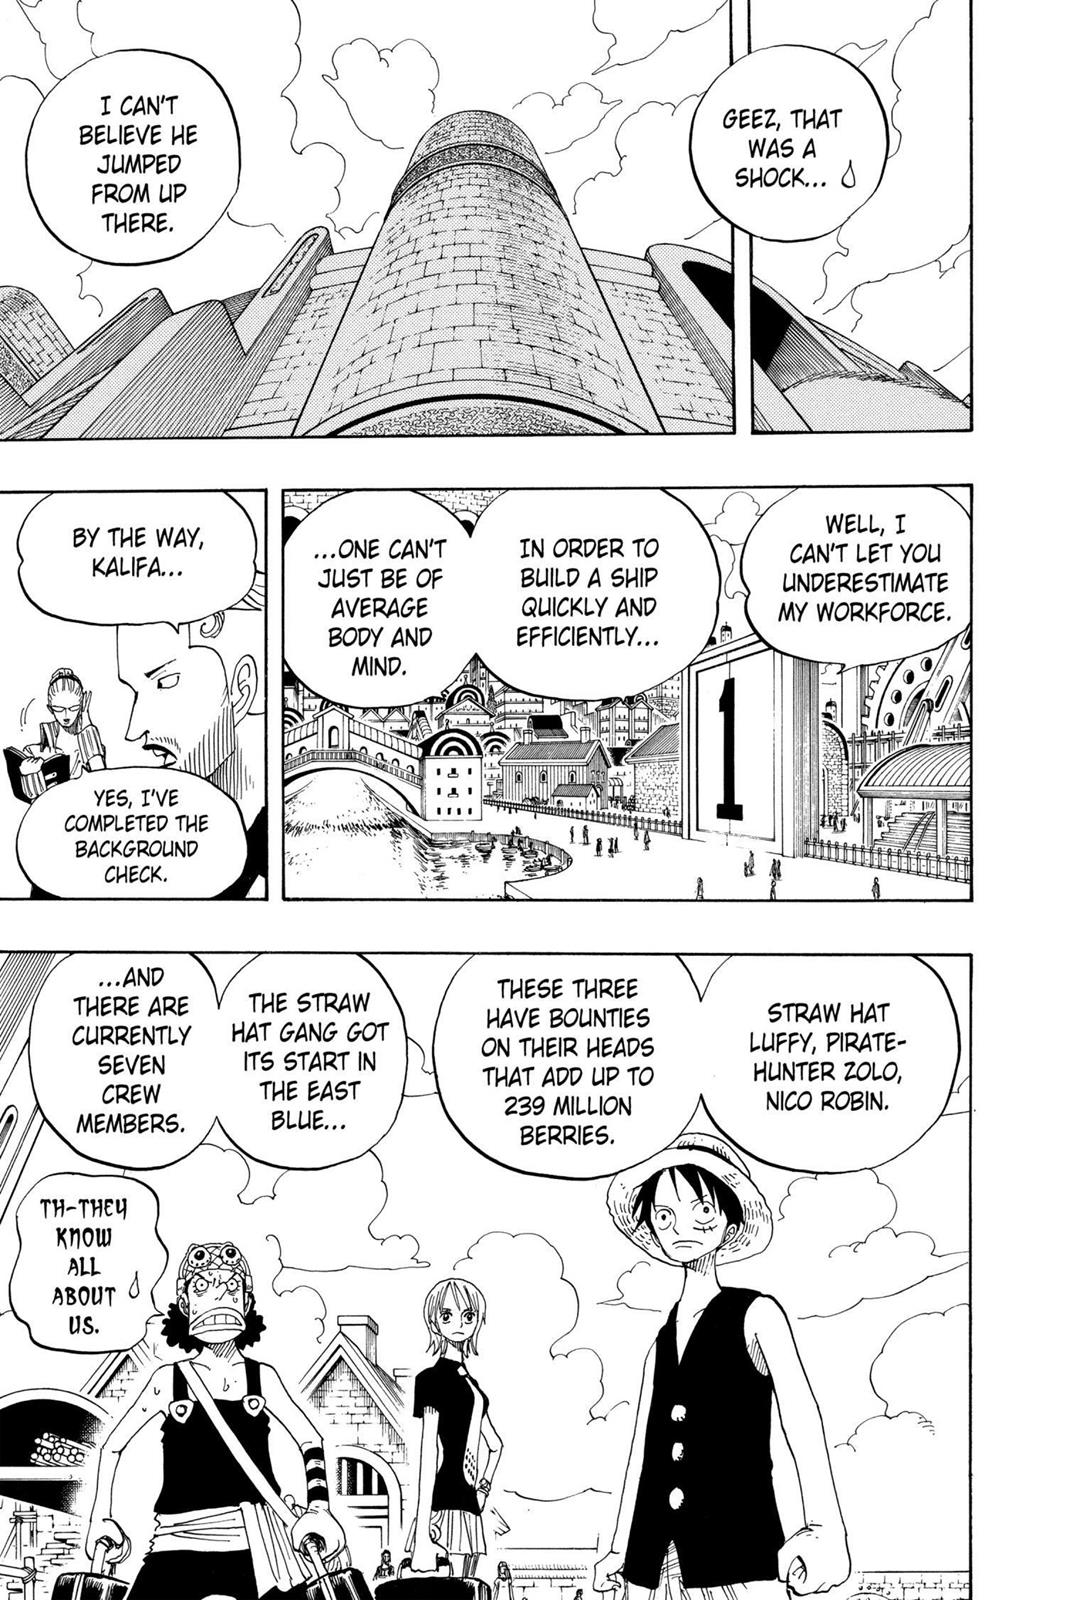 GEEZ, THAT
WAS A
SHOCK...
I CAN'T
BELIEVE HE
JUMPED
FROM UP
THERE.
WELL, I
CAN'T LET YOU
UNDERESTIMATE
MY WORKFORCE.
IN ORDER TO
BUILD A SHIP
QUICKLY AND
EFFICIENTLY...
...ONE CAN'T
JUST BE OF
AVERAGE
BODY AND
MIND.
1
BY THE WAY,
KALIFA...
YES, I'VE
COMPLETED THE
BACKGROUND
CHECK.
STRAW HAT
LUFFY, PIRATE-
HUNTER ZOLO,
NICO ROBIN.
THESE THREE
HAVE BOUNTIES
ON THEIR HEADS
THAT ADD UP TO
239 MILLION
BERRIES.
THE STRAW
HAT GANG GOT
ITS START IN
THE EAST
BLUE...
...AND
THERE ARE
CURRENTLY
SEVEN
CREW
MEMBERS.
TH-THEY
KNOW
ALL
ABOUT
US.